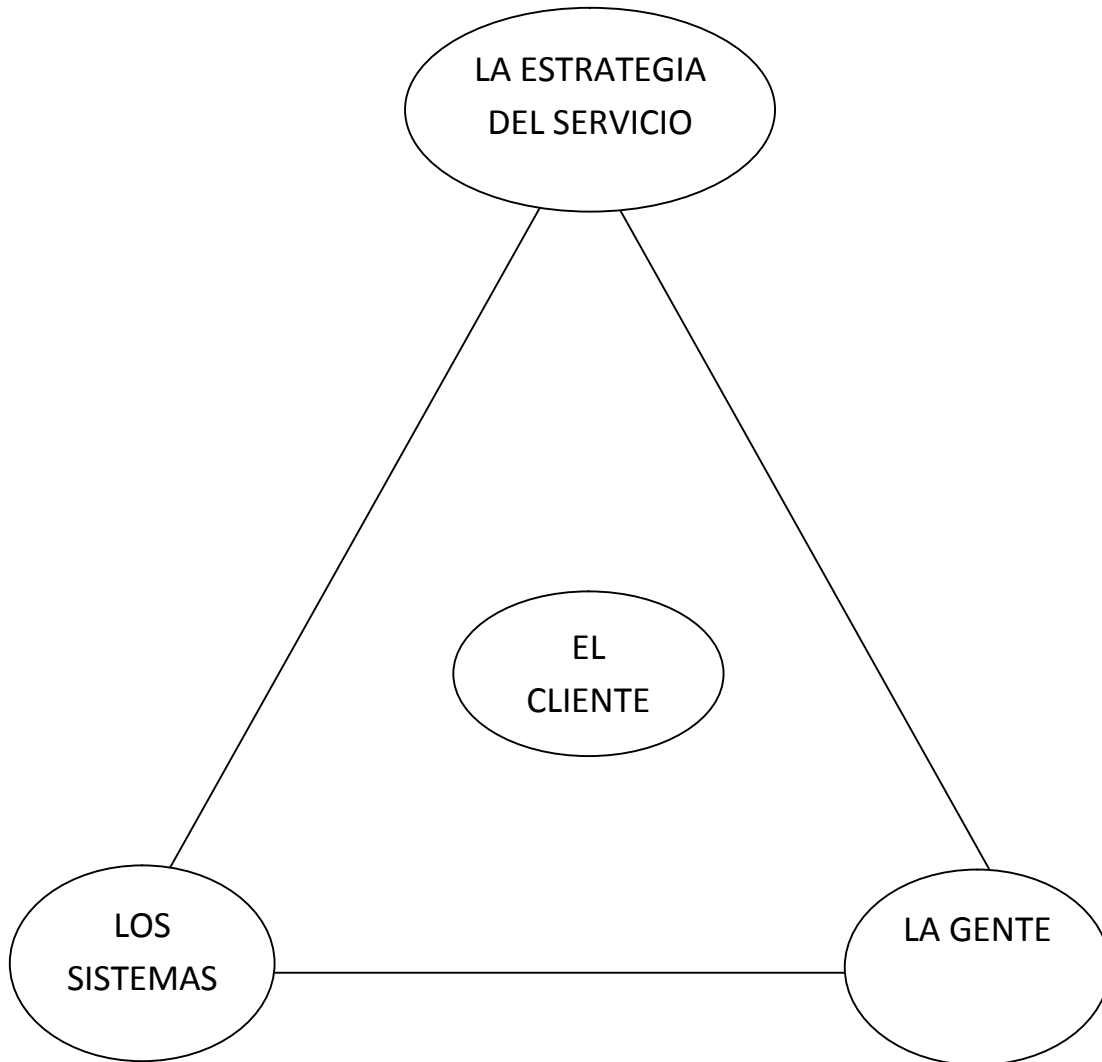 LA ESTRATEGIA
DEL SERVICIO
EL
CLIENTE
LOS
SISTEMAS
LA GENTE